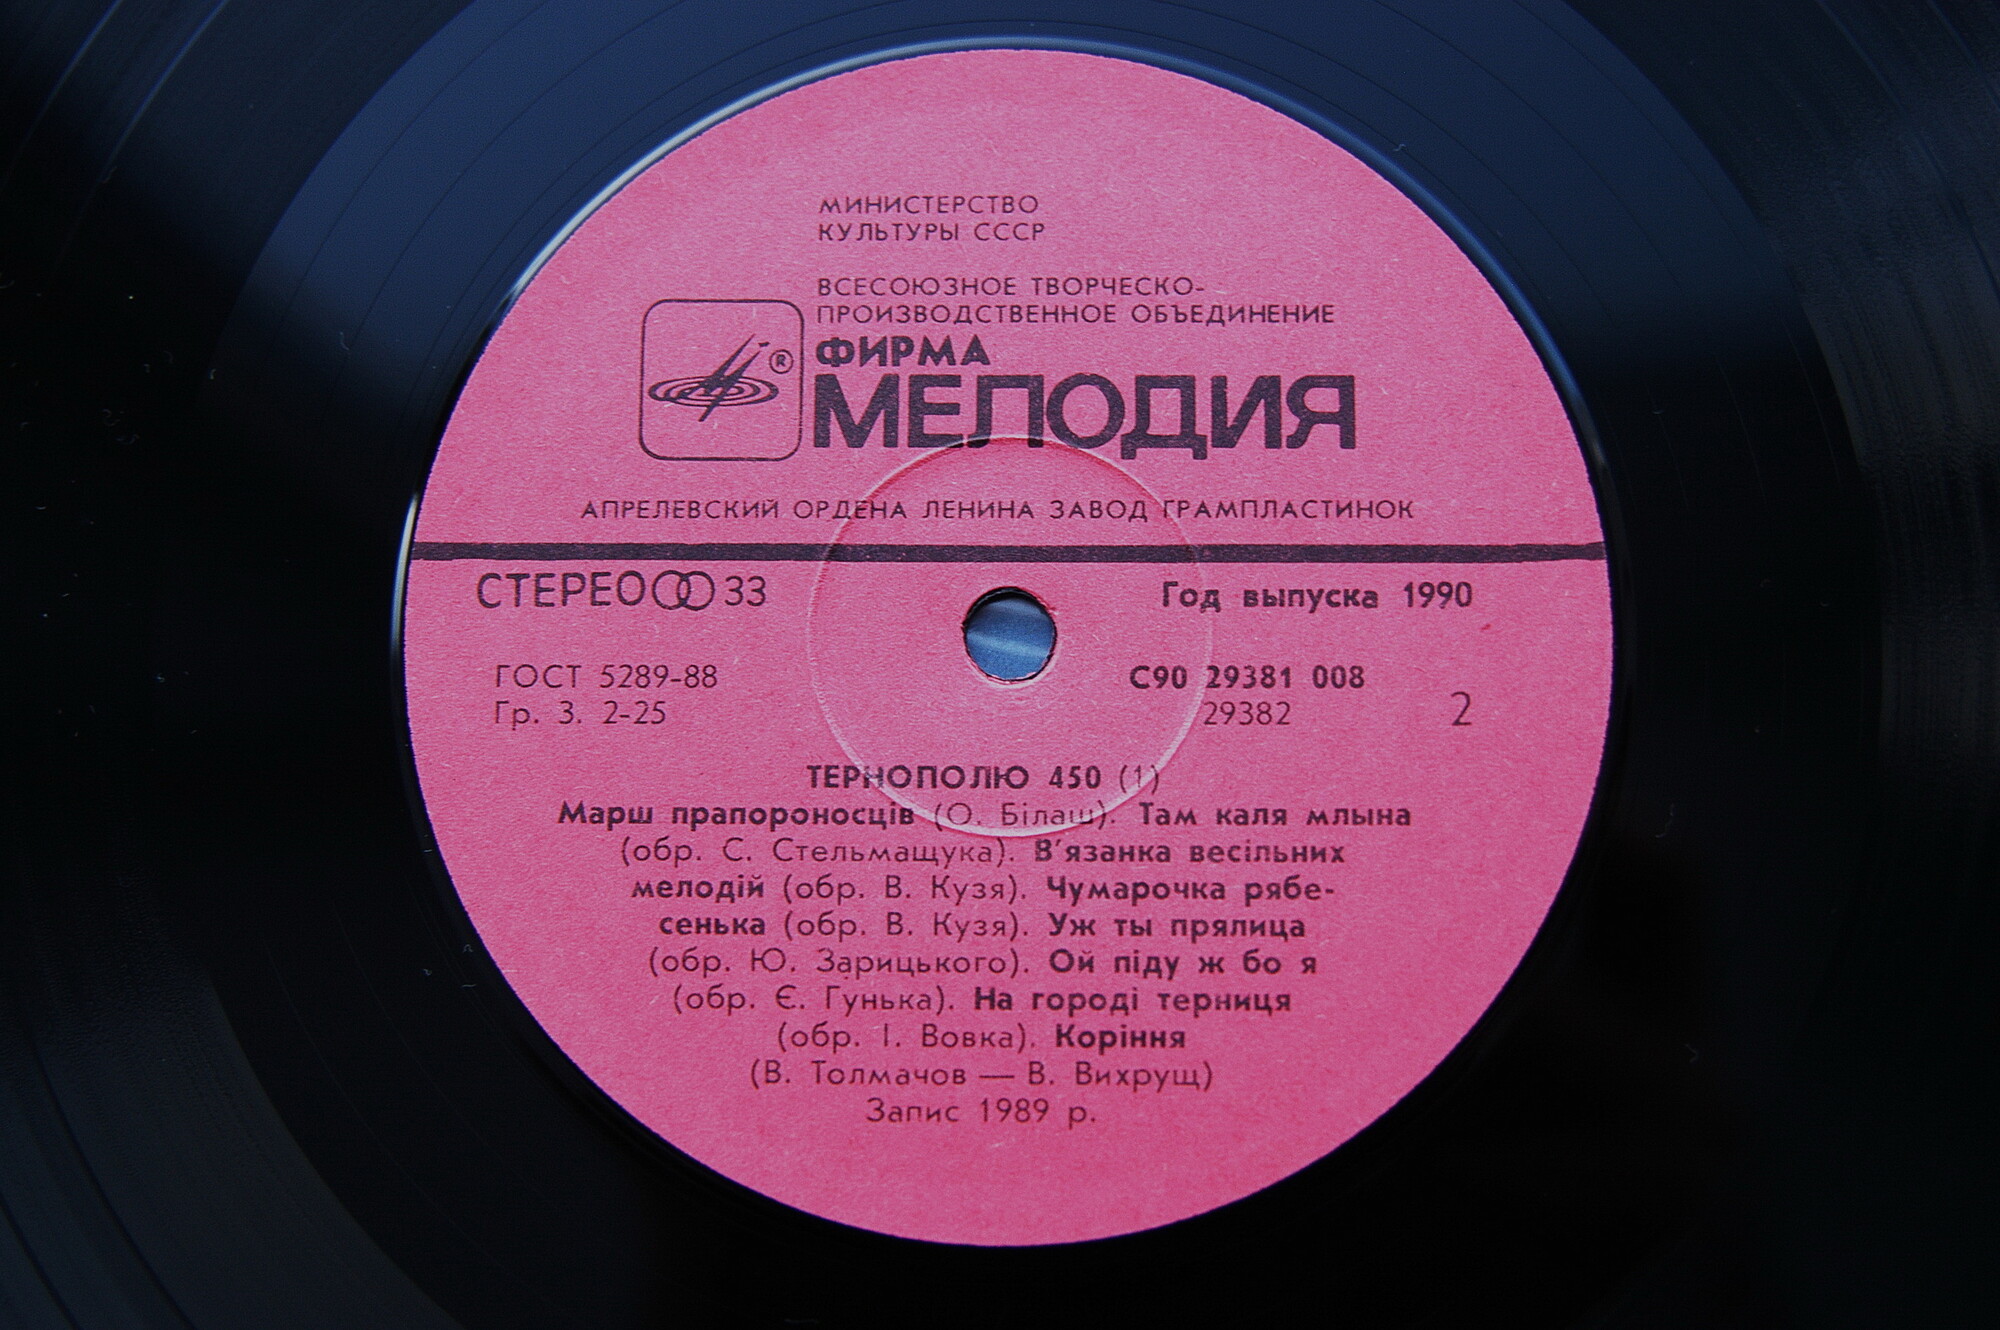 МИНИСТЕРСТВО
КУЛЬТУРЫ СССР
ВСЕСОЮЗНОЕ ТВОРЧЕСКО-
ПРОИЗВОДСТВЕННОЕ ОБЪЕДИНЕНИЕ
ФИРМА
®
МЕЛОДИЯ
АПРЕЛЕВСКИЙ ОРДЕНА ЛЕНИНА ЗАВОД ГРАМПЛАСТИНОК
СТЕРЕО 33 Год выпуска 1990
ГОСТ 5289-88 С90 29381 008
Гр. 3. 2-25 29382 2
ТЕРНОПОЛЮ 450 (1)
Марш прапороносців (О. Білаш). Там каля млына
(обр. С. Стельмащука). В'язанка весільних
мелодій (обр. В. Кузя). Чумарочка рябе-
сенька (обр. В. Кузя). Уж ты прялица
(обр. Ю. Зарицького). Ой піду ж бо я
(обр. Є. Гунька). На городі терниця
(обр. І. Вовка). Коріння
(В. Толмачов — В. Вихрущ)
Запис 1989 р.